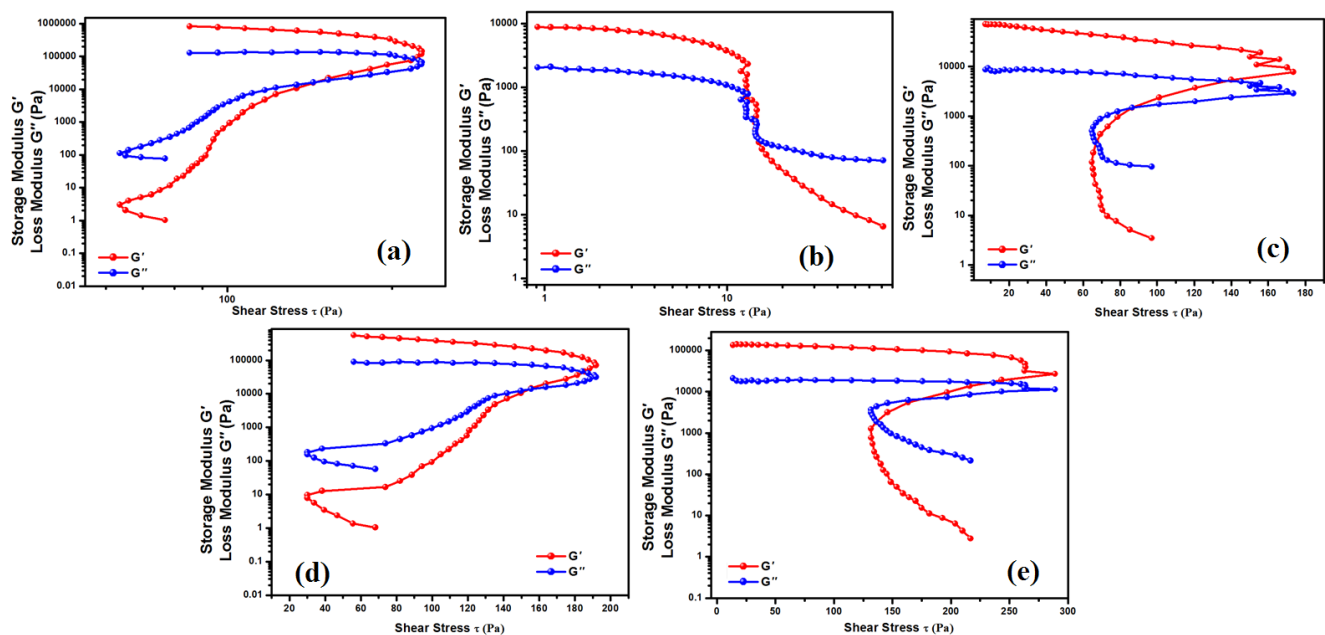 1000000
100000
10000
1000
100
10
1
0.1
0.01
Storage Modulus G′
Loss Modulus G″ (Pa)
G′
G″
(a)
100
Shear Stress τ (Pa)
10000
1000
100
10
1
Storage Modulus G′
Loss Modulus G″ (Pa)
G′
G″
(b)
1
10
Shear Stress τ (Pa)
10000
1000
100
10
1
Storage Modulus G′
Loss Modulus G″ (Pa)
G′
G″
(c)
20 40 60 80 100 120 140 160 180
Shear Stress τ (Pa)
100000
10000
1000
100
10
1
0.1
0.01
Storage Modulus G′
Loss Modulus G″ (Pa)
(d)
G′
G″
20 40 60 80 100 120 140 160 180 200
Shear Stress τ (Pa)
100000
10000
1000
100
10
1
0.1
Storage Modulus G′
Loss Modulus G″ (Pa)
G′
G″
(e)
0 50 100 150 200 250 300
Shear Stress τ (Pa)